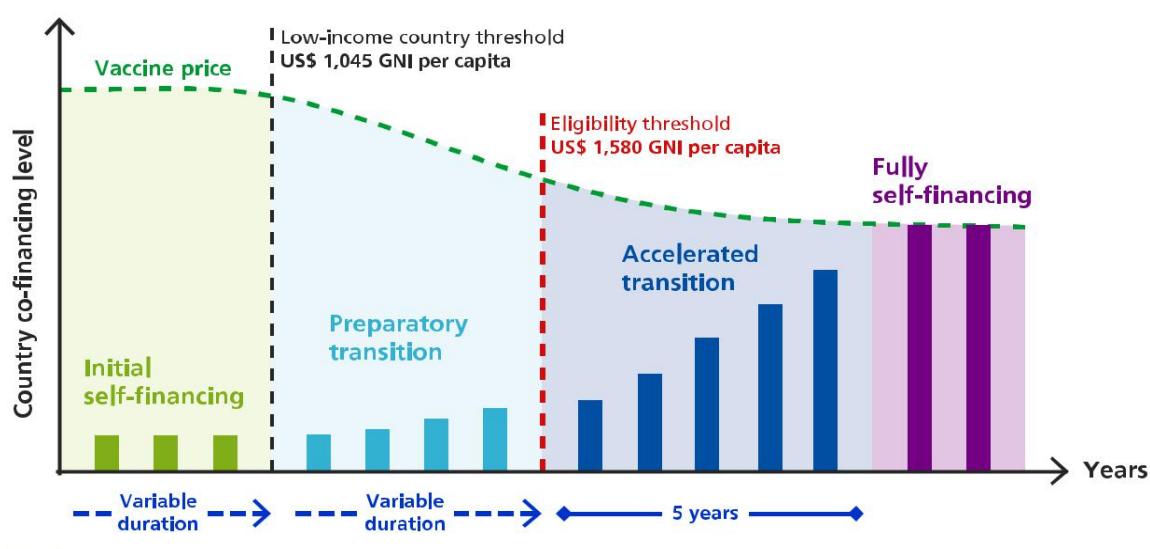 Low-income country threshold
US$ 1,045 GNI per capita
Vaccine price
Eligibility threshold
US$ 1,580 GNI per capita
Fully
self-financing
Accelerated
transition
Preparatory
transition
Initial
self-financing
Country co-financing level
Years
Variable
duration
Variable
duration
5 years